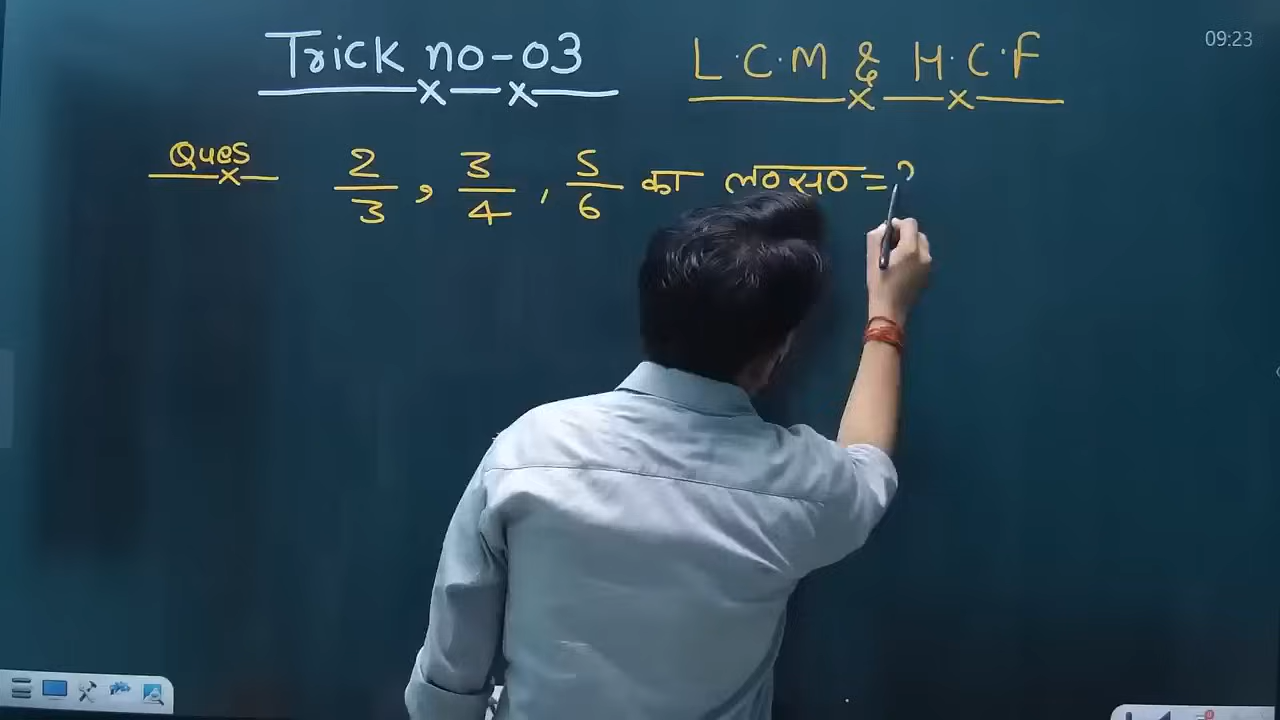 Trick no-03
L.C.M & H.C.F
09:23
Ques 2/3, 3/4, 5/6 का ल०स० = ?